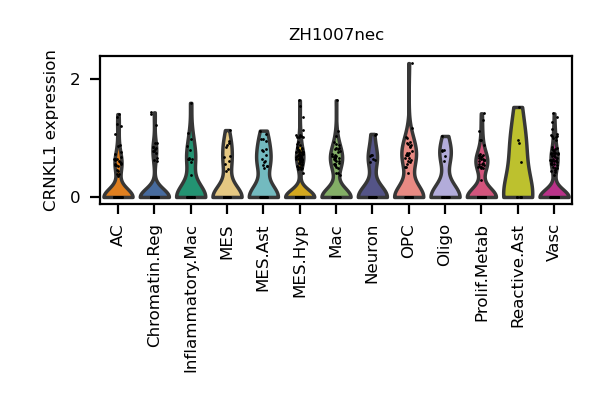 ZH1007nec
CRNKL1 expression
2
0
AC
Chromatin.Reg
Inflammatory.Mac
MES
MES.Ast
MES.Hyp
Mac
Neuron
OPC
Oligo
Prolif.Metab
Reactive.Ast
Vasc